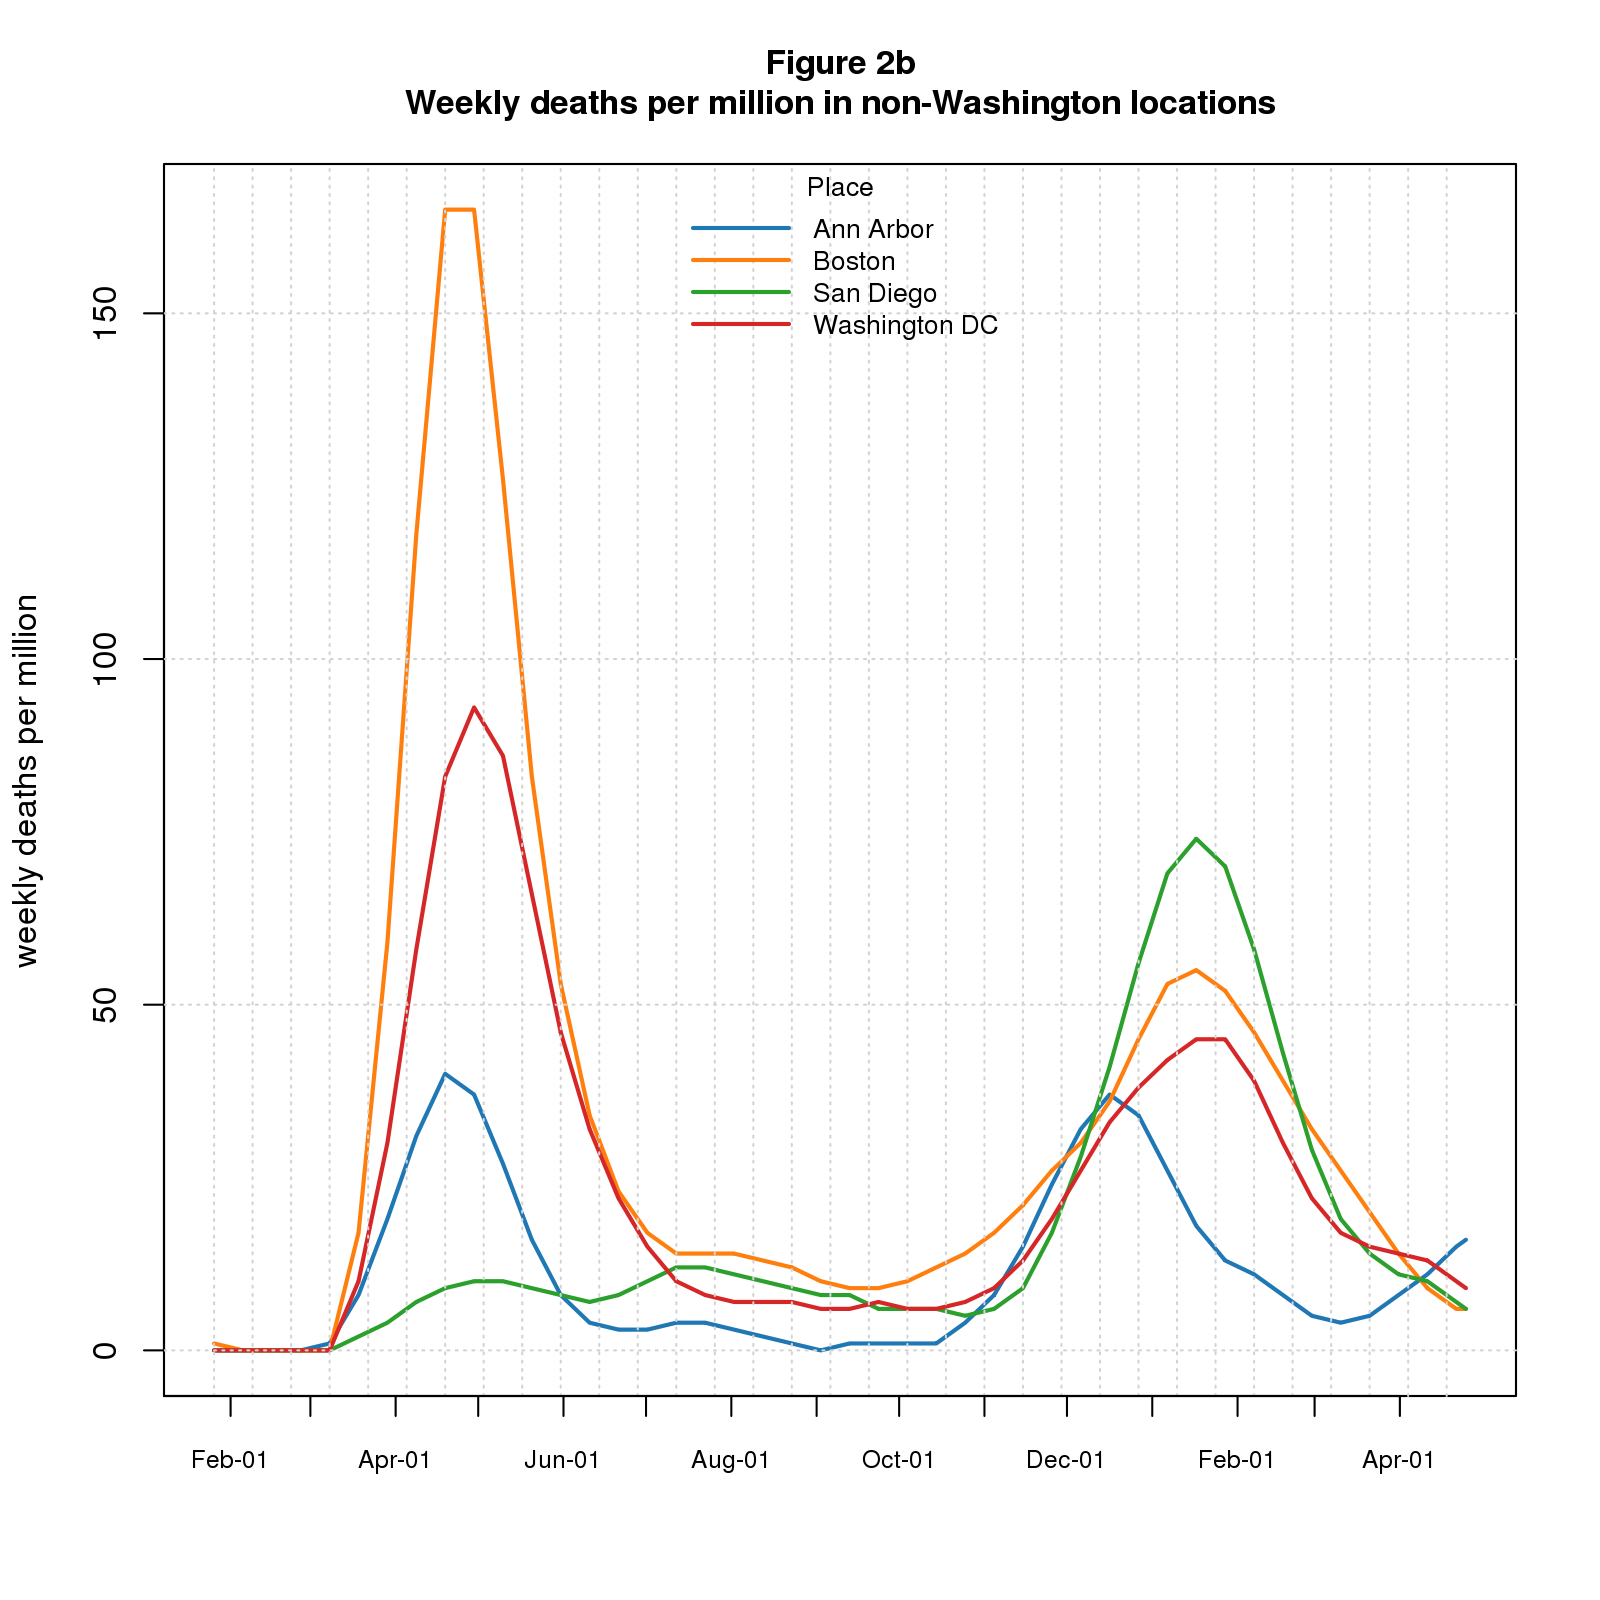 Figure 2b
Weekly deaths per million in non-Washington locations
Place
Ann Arbor
Boston
San Diego
Washington DC
weekly deaths per million
150
100
50
0
Feb-01 Apr-01 Jun-01 Aug-01 Oct-01 Dec-01 Feb-01 Apr-01